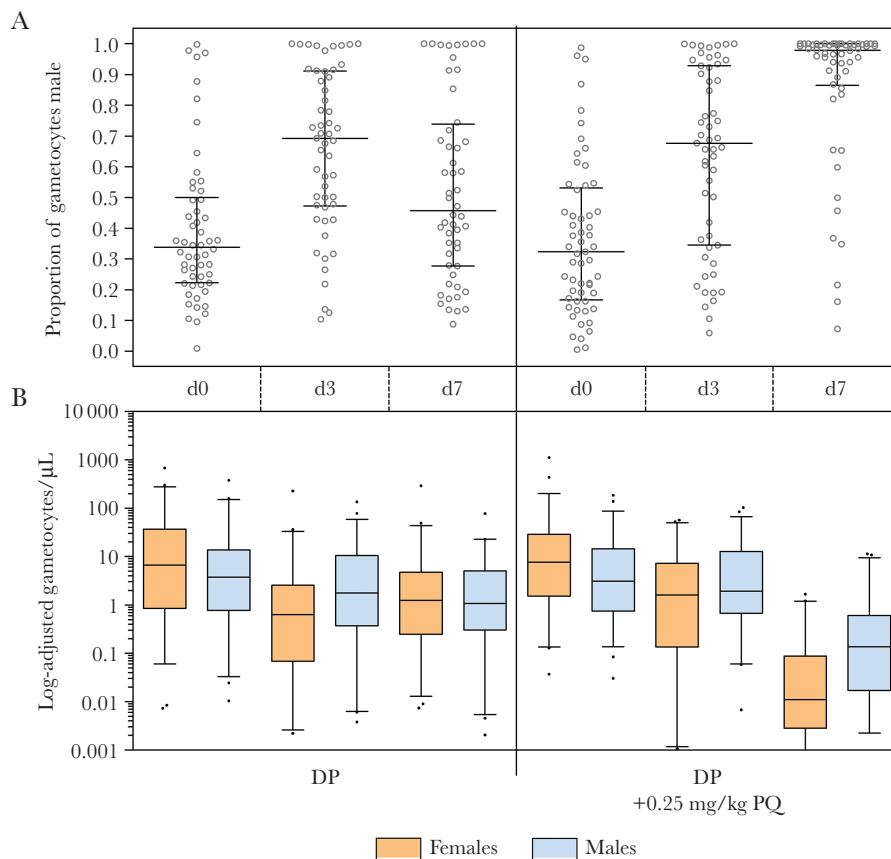 A
Proportion of gametocytes male
1.0
0.9
0.8
0.7
0.6
0.5
0.4
0.3
0.2
0.1
0.0
d0 d3 d7 d0 d3 d7
B
Log-adjusted gametocytes/µL
10 000
1000
100
10
1
0.1
0.01
0.001
DP DP
+0.25 mg/kg PQ
Females Males